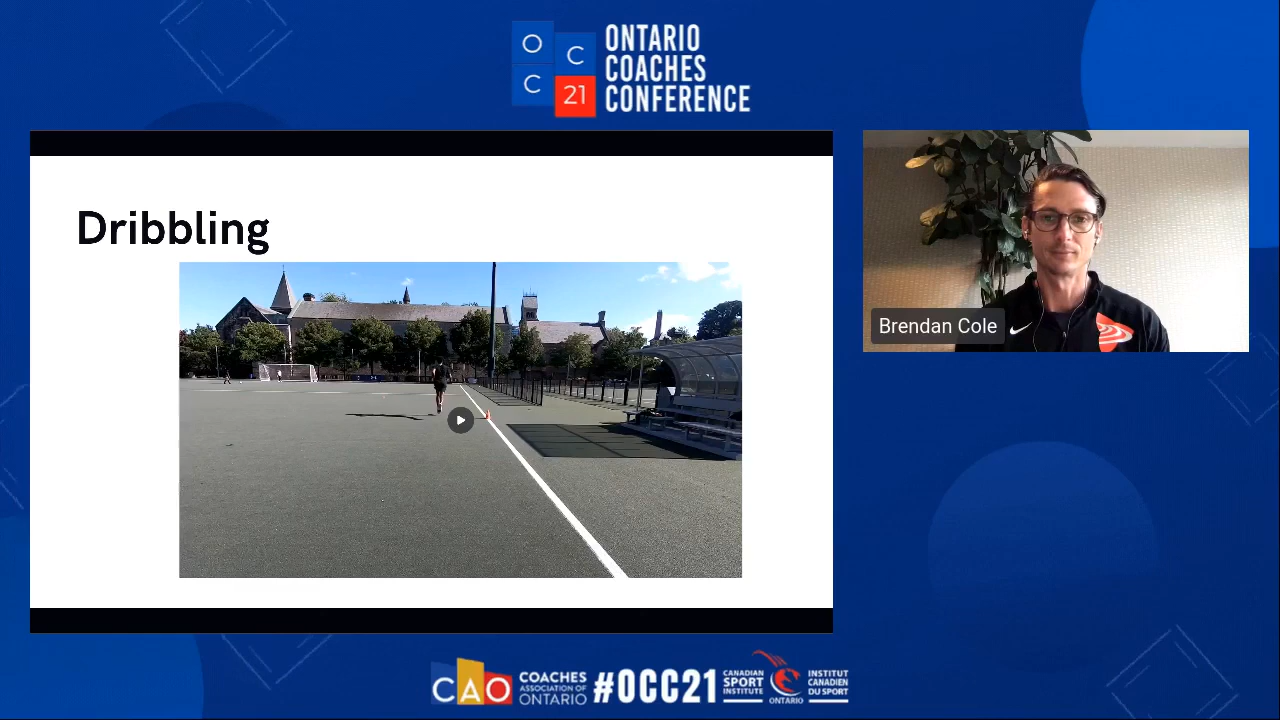 O
C
C
21
ONTARIO
COACHES
CONFERENCE
Dribbling
Brendan Cole
CAO
COACHES
ASSOCIATION OF
ONTARIO
#OCC21
CANADIAN
SPORT
INSTITUTE
ONTARIO
INSTITUT
CANADIEN
DU SPORT